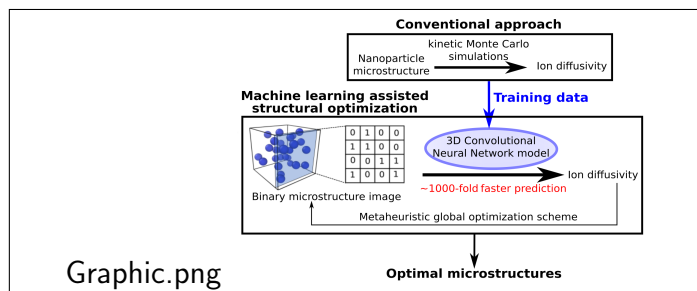 Conventional approach
kinetic Monte Carlo
simulations
Nanoparticle
microstructure
Ion diffusivity
Training data
Machine learning assisted
structural optimization
0 1 0 0
1 1 0 0
0 0 1 1
1 0 0 1
3D Convolutional
Neural Network model
Binary microstructure image
~1000-fold faster prediction
Ion diffusivity
Metaheuristic global optimization scheme
Optimal microstructures
Graphic.png